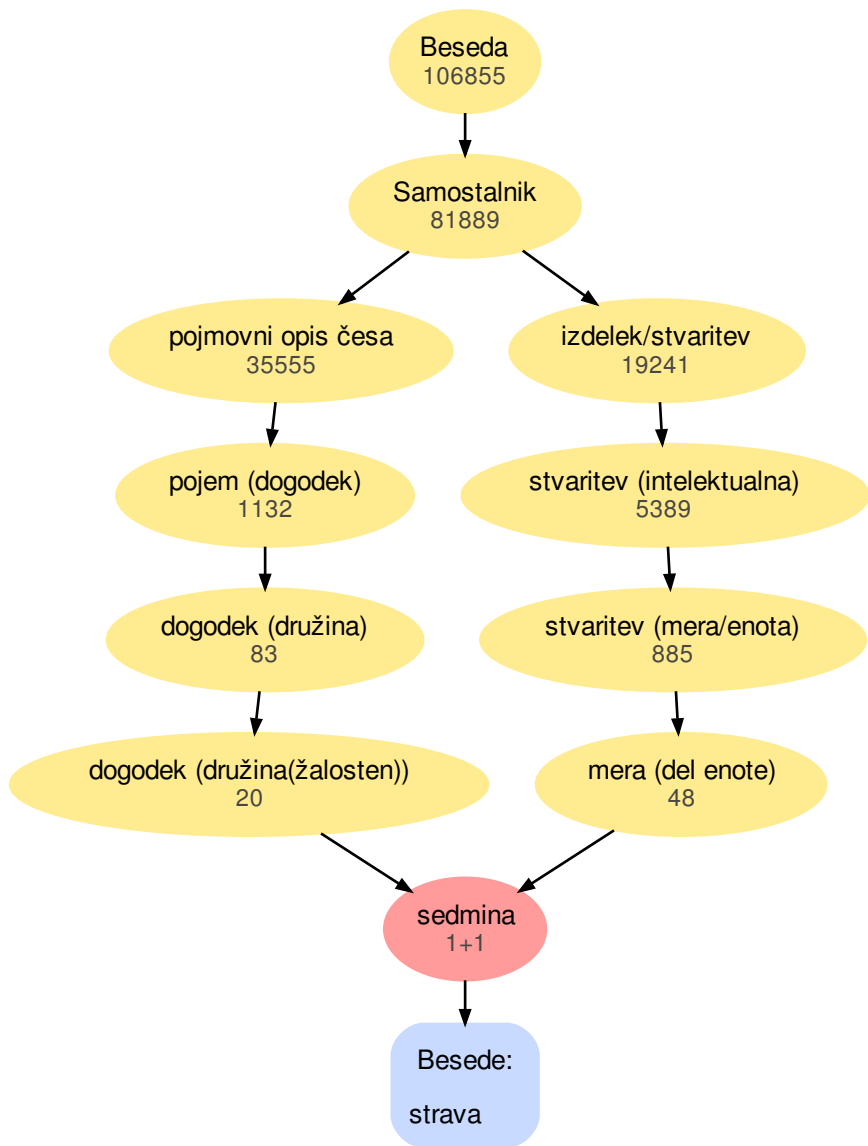 Beseda
106855
Samostalnik
81889
pojmovni opis česa
35555
izdelek/stvaritev
19241
pojem (dogodek)
1132
stvaritev (intelektualna)
5389
dogodek (družina)
83
stvaritev (mera/enota)
885
dogodek (družina(žalosten))
20
mera (del enote)
48
sedmina
1+1
Besede:
strava